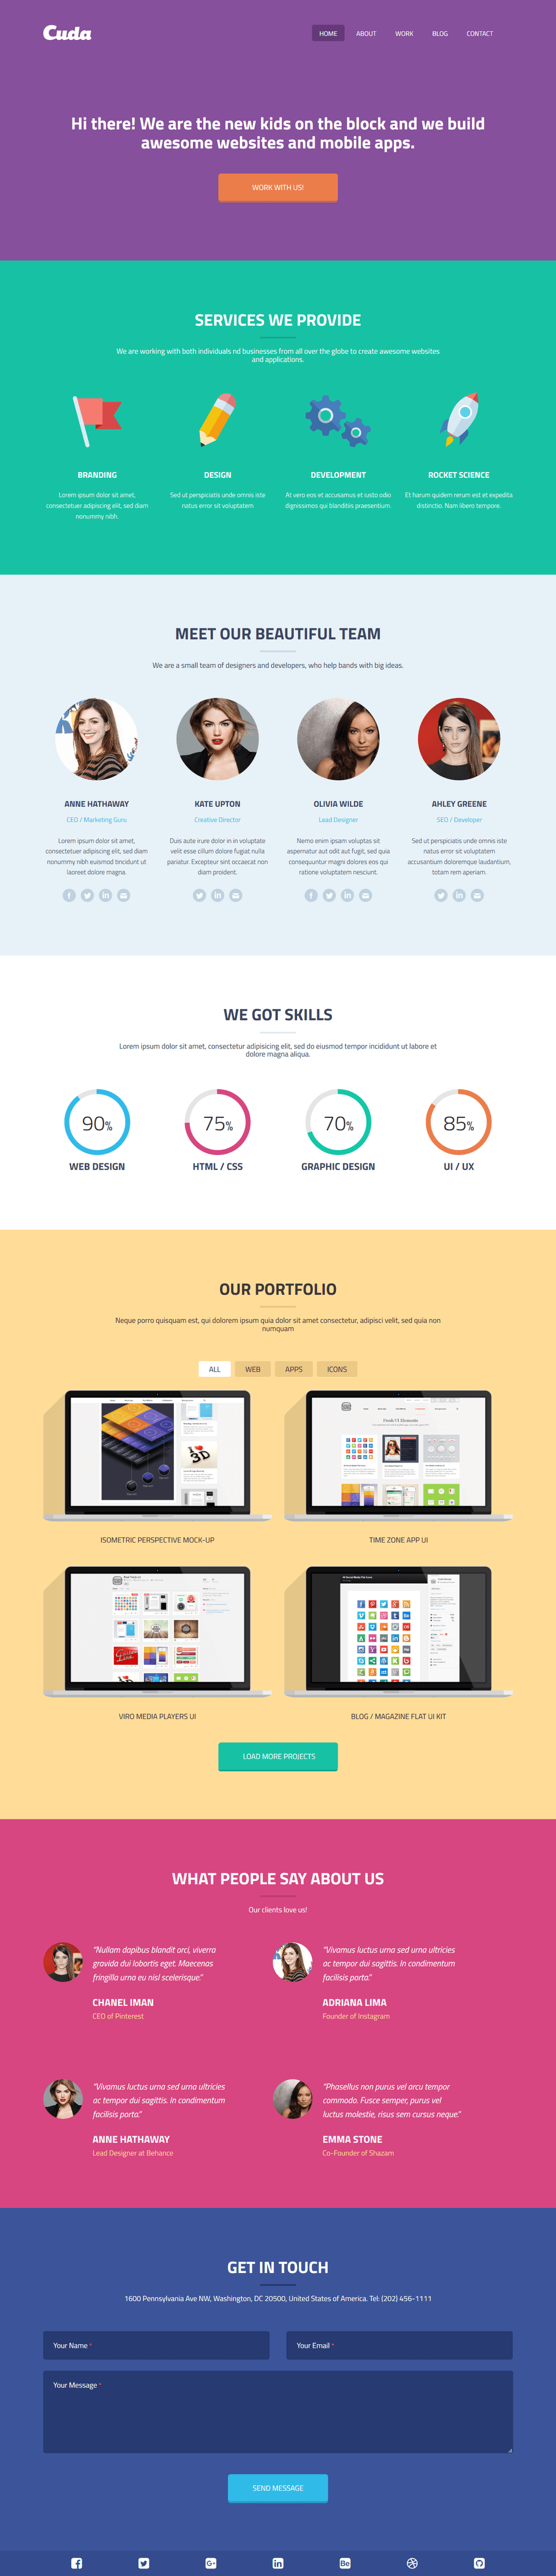 Cuda
HOME ABOUT WORK BLOG CONTACT
Hi there! We are the new kids on the block and we build
awesome websites and mobile apps.
WORK WITH US!
SERVICES WE PROVIDE
We are working with both individuals nd businesses from all over the globe to create awesome websites
and applications.
BRANDING
Lorem ipsum dolor sit amet,
consectetuer adipiscing elit, sed diam
nonummy nibh.
DESIGN
Sed ut perspiciatis unde omnis iste
natus error sit voluptatem
DEVELOPMENT
At vero eos et accusamus et iusto odio
dignissimos qui blanditiis praesentium.
ROCKET SCIENCE
Et harum quidem rerum est et expedita
distinctio. Nam libero tempore.
MEET OUR BEAUTIFUL TEAM
We are a small team of designers and developers, who help bands with big ideas.
ANNE HATHAWAY
CEO / Marketing Guru
Lorem ipsum dolor sit amet,
consectetuer adipiscing elit, sed diam
nonummy nibh euismod tincidunt ut
laoreet dolore magna.
KATE UPTON
Creative Director
Duis aute irure dolor in in voluptate
velit esse cillum dolore fugiat nulla
pariatur. Excepteur sint occaecat non
diam proident.
OLIVIA WILDE
Lead Designer
Nemo enim ipsam voluptas sit
aspernatur aut odit aut fugit, sed quia
consequuntur magni dolores eos qui
ratione voluptatem nesciunt.
AHLEY GREENE
SEO / Developer
Sed ut perspiciatis unde omnis iste
natus error sit voluptatem
accusantium doloremque laudantium,
totam rem aperiam.
WE GOT SKILLS
Lorem ipsum dolor sit amet, consectetur adipisicing elit, sed do eiusmod tempor incididunt ut labore et
dolore magna aliqua.
90%
WEB DESIGN
75%
HTML / CSS
70%
GRAPHIC DESIGN
85%
UI / UX
OUR PORTFOLIO
Neque porro quisquam est, qui dolorem ipsum quia dolor sit amet consectetur, adipisci velit, sed quia non
numquam
ALL WEB APPS ICONS
ISOMETRIC PERSPECTIVE MOCK-UP
TIME ZONE APP UI
VIRO MEDIA PLAYERS UI
BLOG / MAGAZINE FLAT UI KIT
LOAD MORE PROJECTS
WHAT PEOPLE SAY ABOUT US
Our clients love us!
“Nullam dapibus blandit orci, viverra
gravida dui lobortis eget. Maecenas
fringilla urna eu nisl scelerisque.”
CHANEL IMAN
CEO of Pinterest
“Vivamus luctus urna sed urna ultricies
ac tempor dui sagittis. In condimentum
facilisis porta.”
ADRIANA LIMA
Founder of Instagram
“Vivamus luctus urna sed urna ultricies
ac tempor dui sagittis. In condimentum
facilisis porta.”
ANNE HATHAWAY
Lead Designer at Behance
“Phasellus non purus vel arcu tempor
commodo. Fusce semper, purus vel
luctus molestie, risus sem cursus neque.”
EMMA STONE
Co-Founder of Shazam
GET IN TOUCH
1600 Pennsylvania Ave NW, Washington, DC 20500, United States of America. Tel: (202) 456-1111
Your Name *
Your Email *
Your Message *
SEND MESSAGE